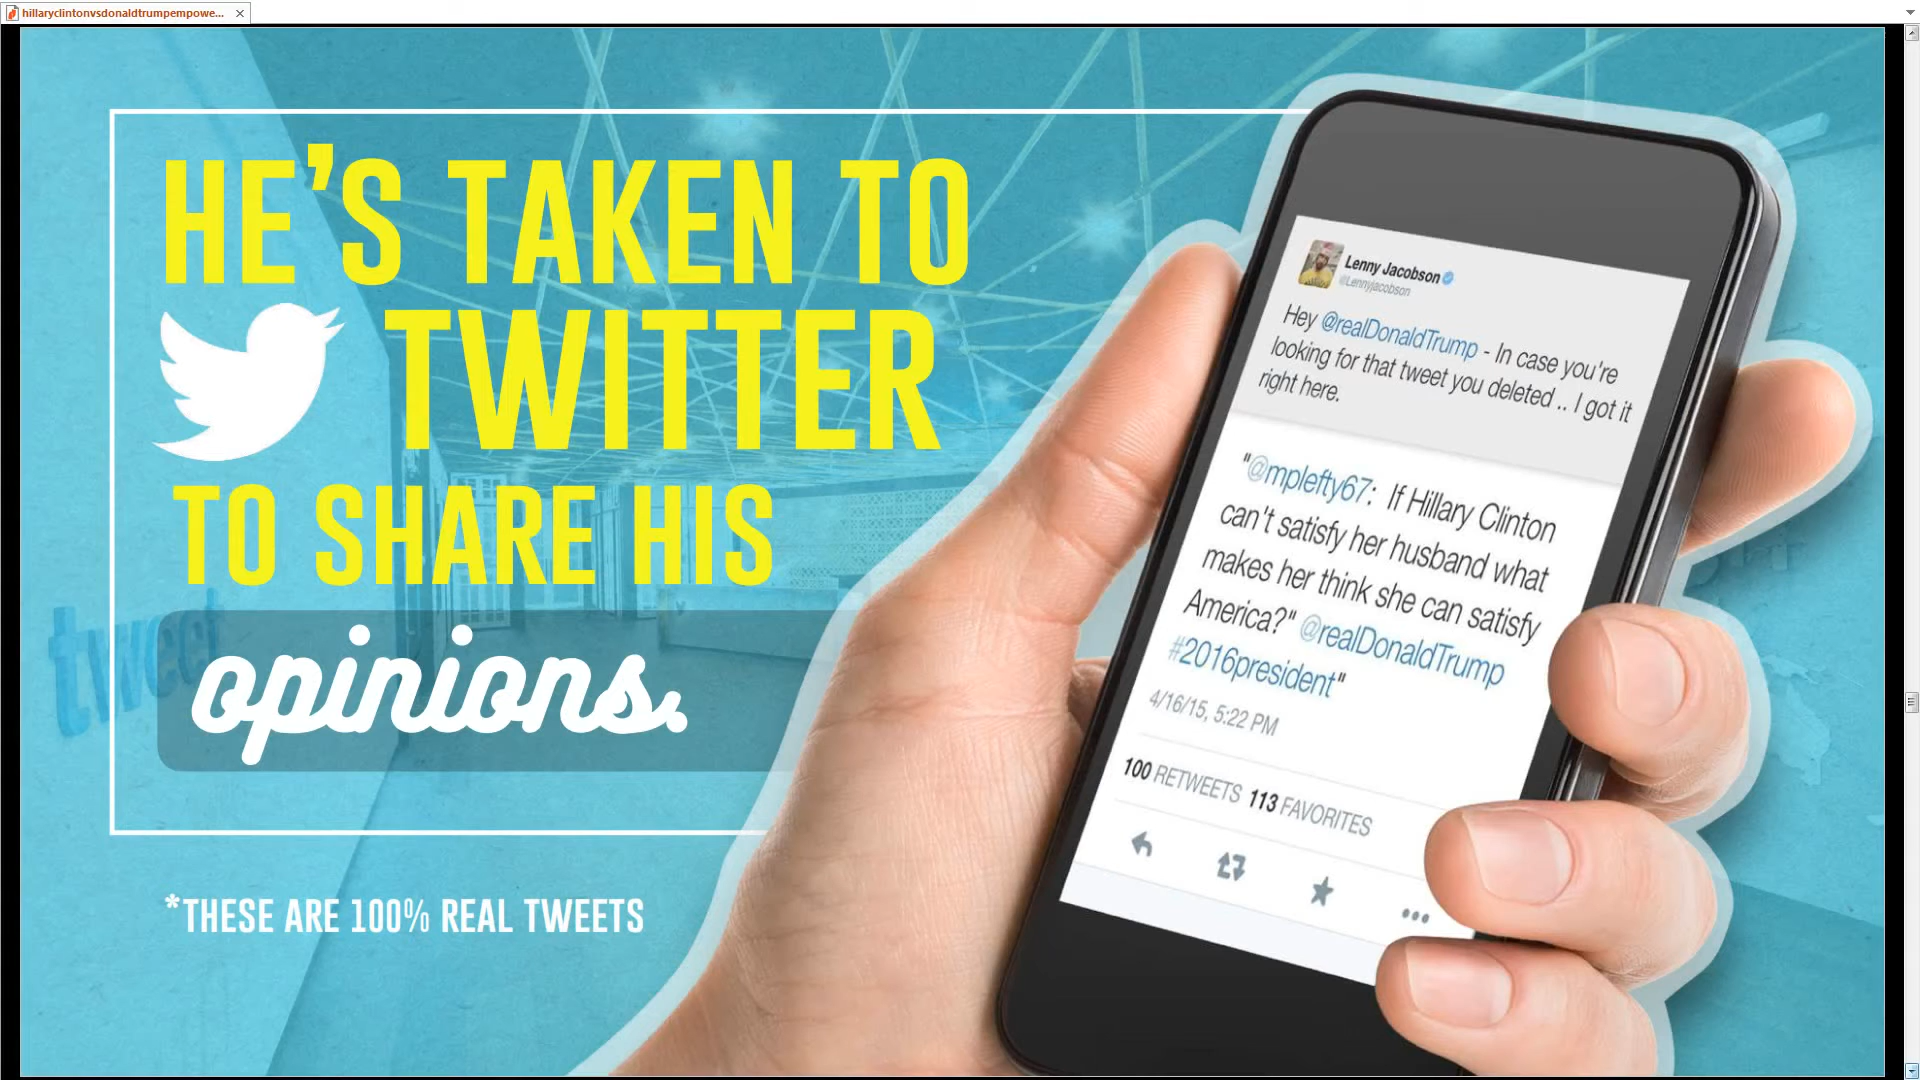 hillaryclintonvsdonaldtrumpempowe...
HE'S TAKEN TO
TWITTER
TO SHARE HIS
opinions.
*THESE ARE 100% REAL TWEETS
tweet
Lenny Jacobson
@Lennyjacobson
Hey @realDonaldTrump - In case you're
looking for that tweet you deleted .. I got it
right here.
"@mplefty67: If Hillary Clinton
can't satisfy her husband what
makes her think she can satisfy
America?" @realDonaldTrump
#2016president"
4/16/15, 5:22 PM
100 RETWEETS 113 FAVORITES